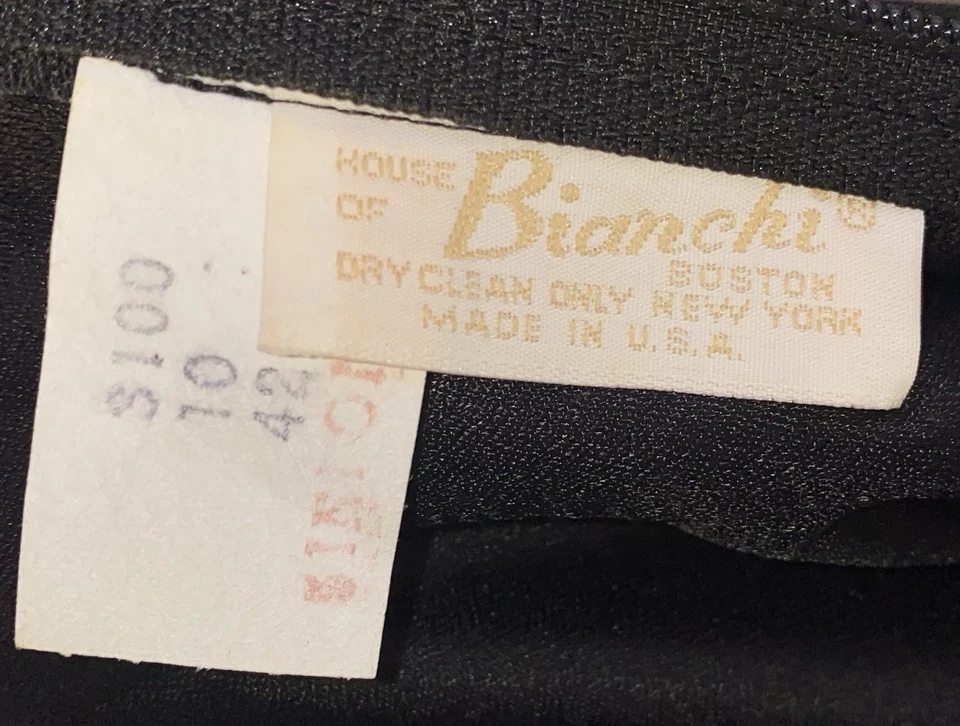 HOUSE
OF Bianchi®
BOSTON
DRY CLEAN ONLY NEW YORK
MADE IN U.S.A.
3100
10
42